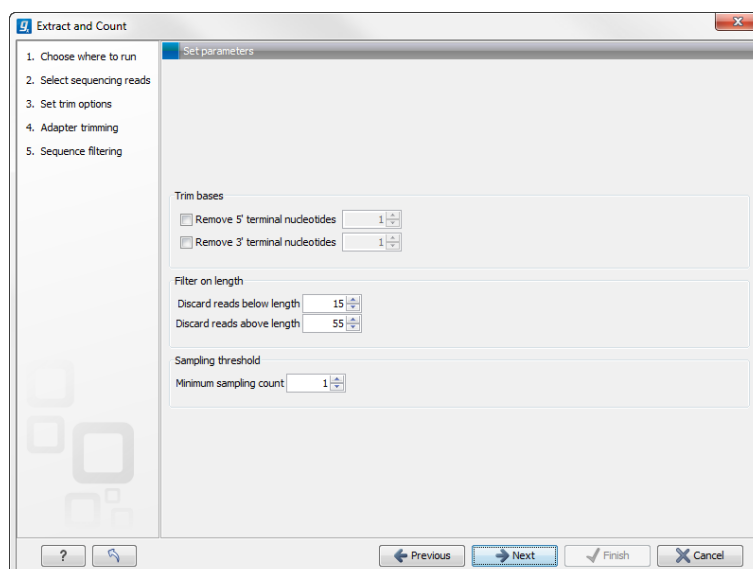 Extract and Count
1. Choose where to run
2. Select sequencing reads
3. Set trim options
4. Adapter trimming
5. Sequence filtering
Set parameters
Trim bases
Remove 5' terminal nucleotides 1
Remove 3' terminal nucleotides 1
Filter on length
Discard reads below length 15
Discard reads above length 55
Sampling threshold
Minimum sampling count 1
? Previous Next Finish Cancel